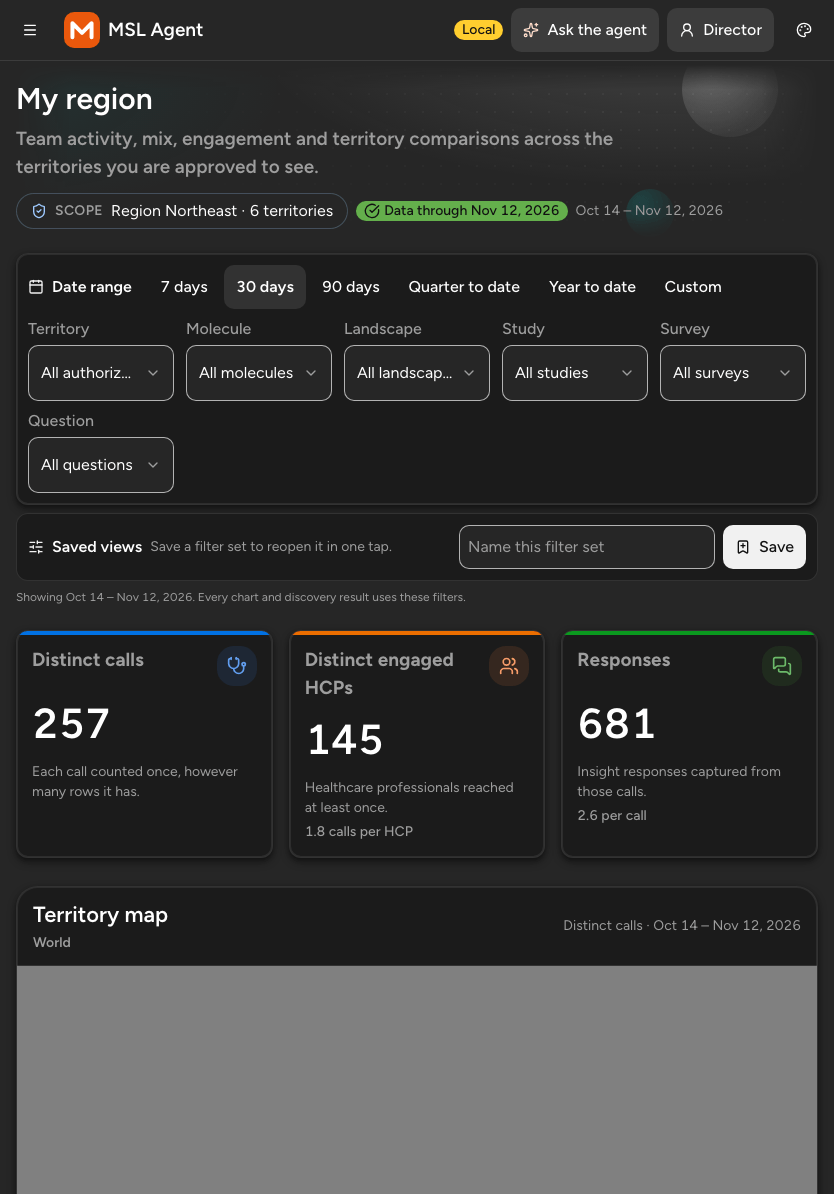 MSL Agent
Local
Ask the agent
Director
My region
Team activity, mix, engagement and territory comparisons across the
territories you are approved to see.
SCOPE Region Northeast · 6 territories
Data through Nov 12, 2026
Oct 14 – Nov 12, 2026
Date range
7 days
30 days
90 days
Quarter to date
Year to date
Custom
Territory
Molecule
Landscape
Study
Survey
All authoriz...
All molecules
All landscap...
All studies
All surveys
Question
All questions
Saved views
Save a filter set to reopen it in one tap.
Name this filter set
Save
Showing Oct 14 – Nov 12, 2026. Every chart and discovery result uses these filters.
Distinct calls
257
Each call counted once, however
many rows it has.
Distinct engaged
HCPs
145
Healthcare professionals reached
at least once.
1.8 calls per HCP
Responses
681
Insight responses captured from
those calls.
2.6 per call
Territory map
World
Distinct calls · Oct 14 – Nov 12, 2026